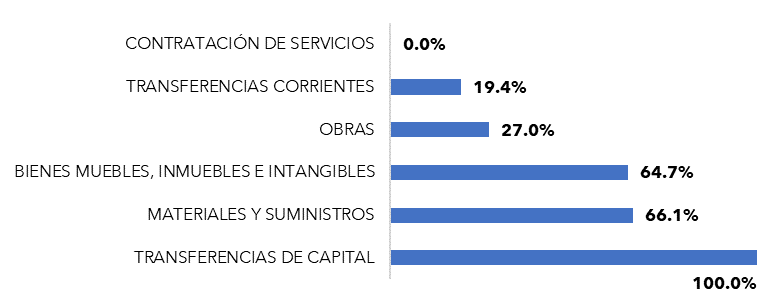 CONTRATACIÓN DE SERVICIOS 0.0%
TRANSFERENCIAS CORRIENTES 19.4%
OBRAS 27.0%
BIENES MUEBLES, INMUEBLES E INTANGIBLES 64.7%
MATERIALES Y SUMINISTROS 66.1%
TRANSFERENCIAS DE CAPITAL
100.0%